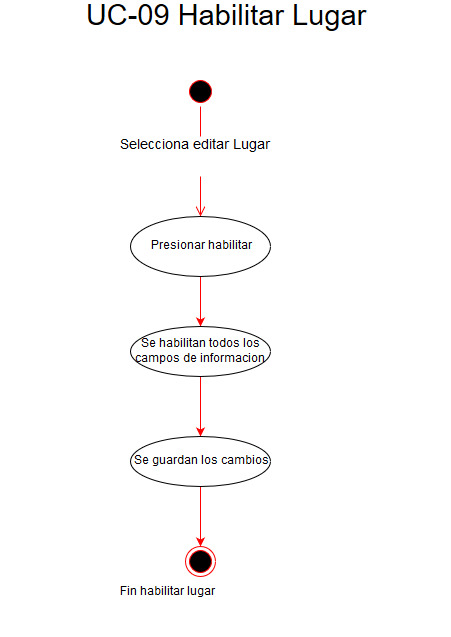 UC-09 Habilitar Lugar
Selecciona editar Lugar
Presionar habilitar
Se habilitan todos los
campos de informacion
Se guardan los cambios
Fin habilitar lugar